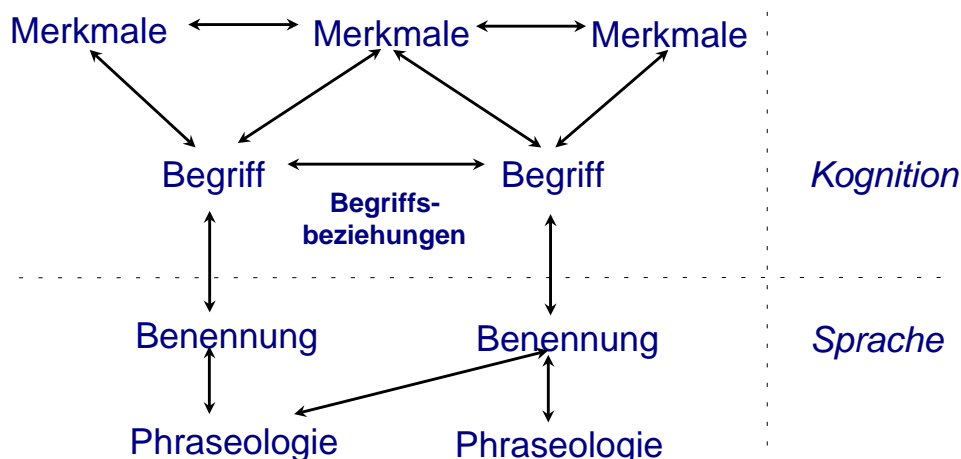 Merkmale Merkmale Merkmale
Begriff Begriff Kognition
Begriffs-
beziehungen
Benennung Benennung Sprache
Phraseologie Phraseologie